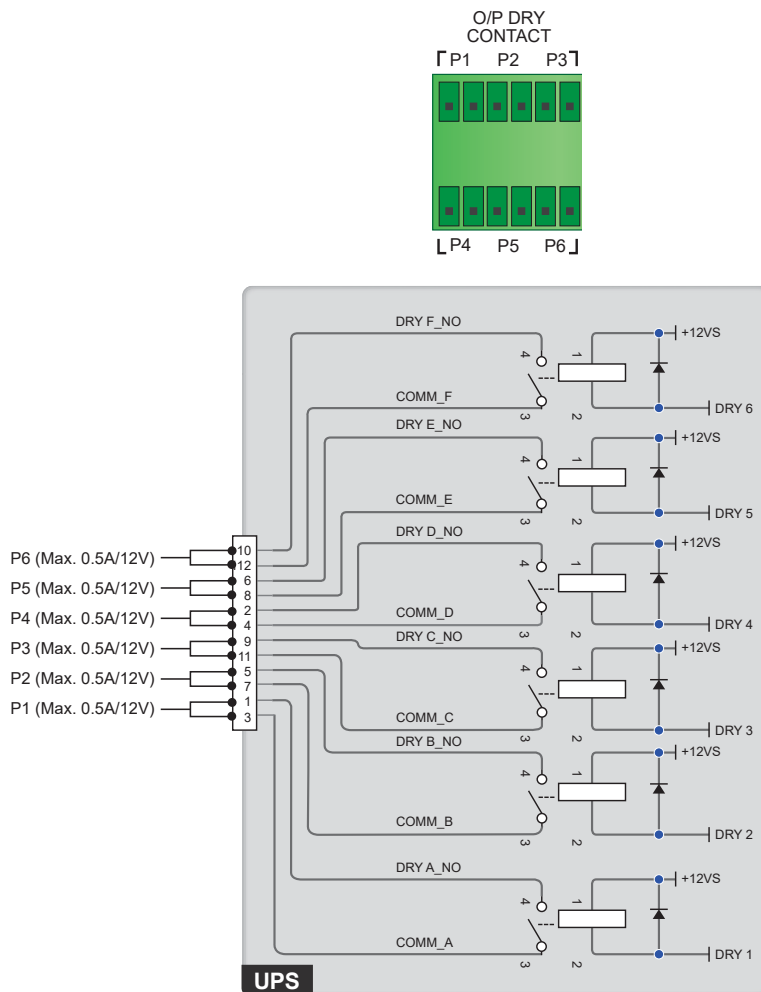 O/P DRY
CONTACT
P1 P2 P3
P4 P5 P6
DRY F_NO
4 1 +12VS
COMM_F
3 2 DRY 6
DRY E_NO
4 1 +12VS
COMM_E
3 2 DRY 5
DRY D_NO
4 1 +12VS
COMM_D
3 2 DRY 4
DRY C_NO
4 1 +12VS
COMM_C
3 2 DRY 3
DRY B_NO
4 1 +12VS
COMM_B
3 2 DRY 2
DRY A_NO
4 1 +12VS
COMM_A
3 2 DRY 1
P6 (Max. 0.5A/12V) 10
12
P5 (Max. 0.5A/12V) 6
8
P4 (Max. 0.5A/12V) 2
4
P3 (Max. 0.5A/12V) 9
11
P2 (Max. 0.5A/12V) 5
7
P1 (Max. 0.5A/12V) 1
3
UPS